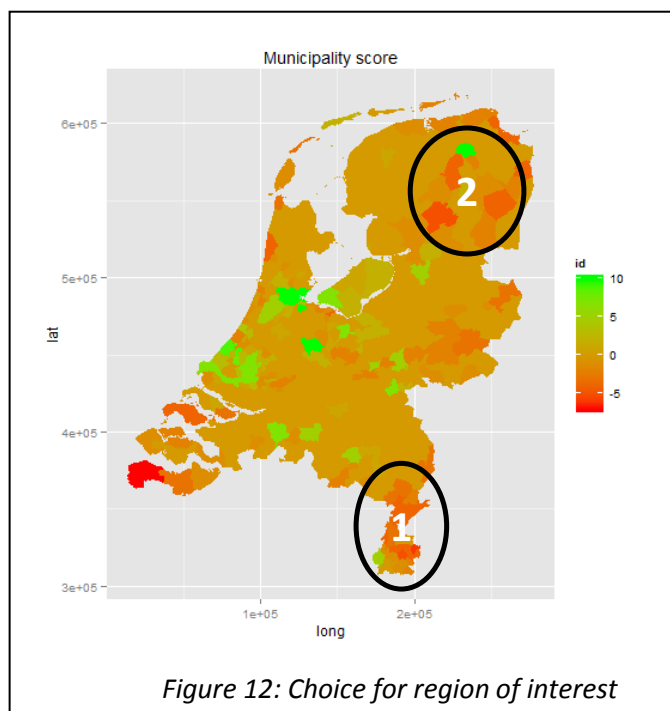 Municipality score
6e+05
5e+05
4e+05
3e+05
lat
1e+05
2e+05
long
2
1
id
10
5
0
-5
Figure 12: Choice for region of interest